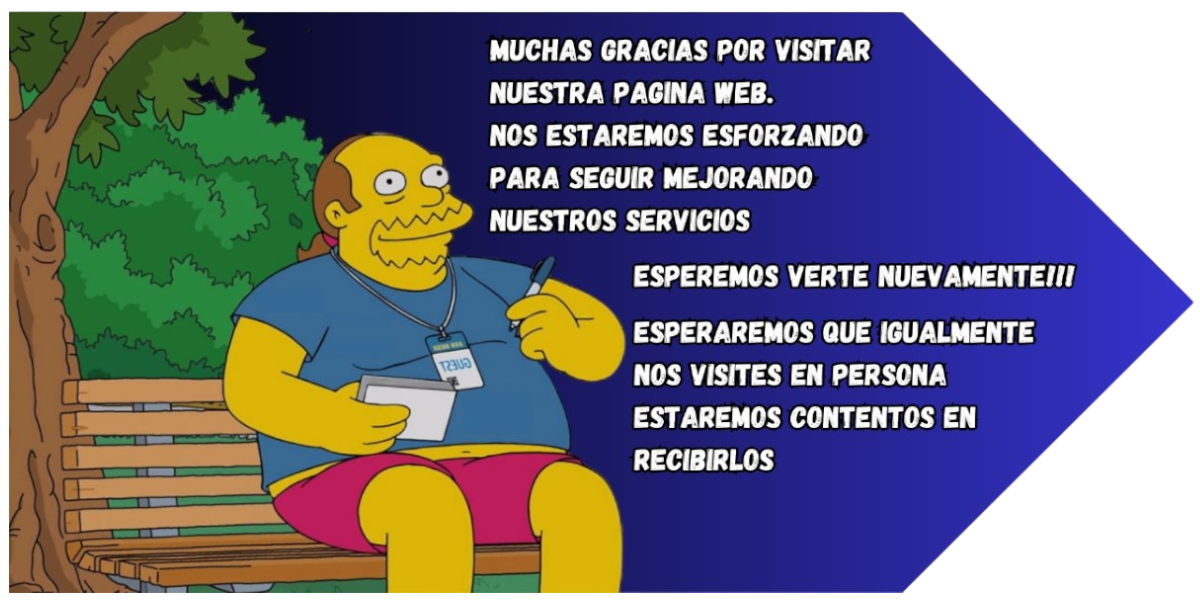 MUCHAS GRACIAS POR VISITAR
NUESTRA PAGINA WEB.
NOS ESTAREMOS ESFORZANDO
PARA SEGUIR MEJORANDO
NUESTROS SERVICIOS
ESPEREMOS VERTE NUEVAMENTE!!!
ESPERAREMOS QUE IGUALMENTE
NOS VISITES EN PERSONA
ESTAREMOS CONTENTOS EN
RECIBIRLOS
GUEST